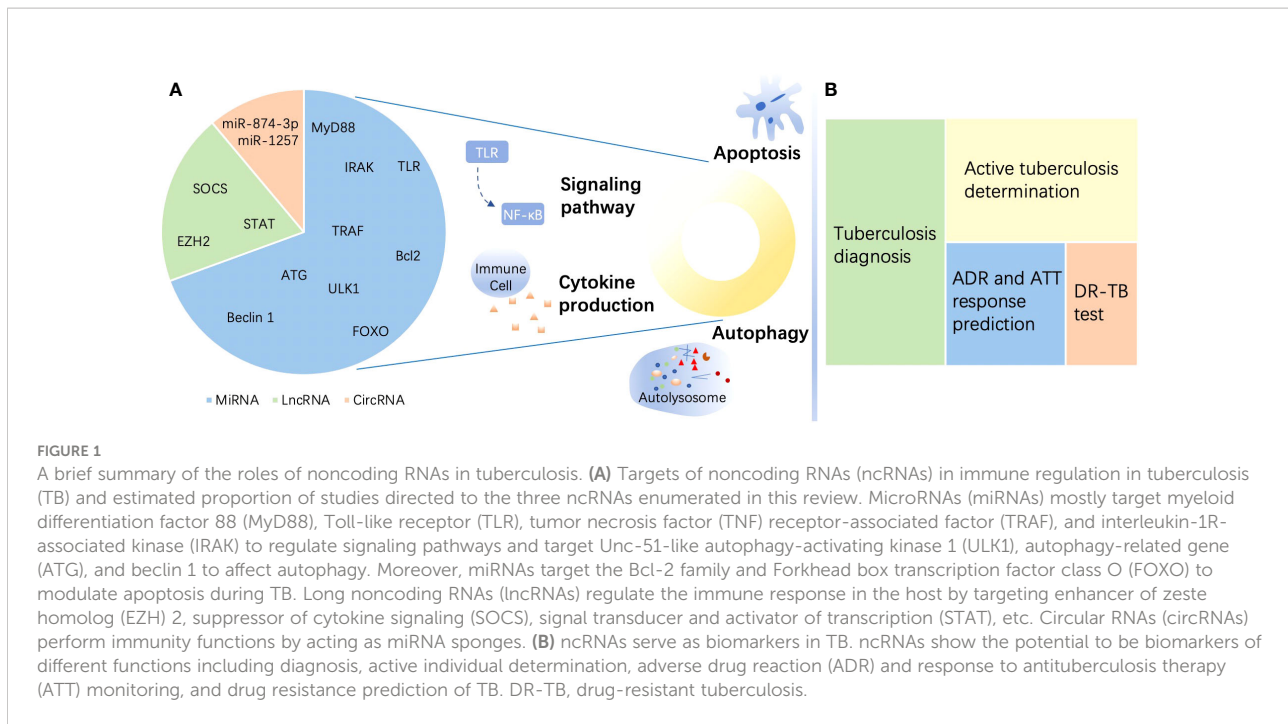 A
miR-874-3p
miR-1257
MyD88
IRAK
TLR
SOCS
STAT
EZH2
TRAF
Bcl2
ATG
ULK1
Beclin 1
FOXO
MiRNA
LncRNA
CircRNA
TLR
NF-κB
Signaling
pathway
Immune
Cell
Cytokine
production
Apoptosis
Autophagy
Autolysosome
B
Tuberculosis
diagnosis
Active tuberculosis
determination
ADR and ATT
response
prediction
DR-TB
test
FIGURE 1
A brief summary of the roles of noncoding RNAs in tuberculosis. (A) Targets of noncoding RNAs (ncRNAs) in immune regulation in tuberculosis
(TB) and estimated proportion of studies directed to the three ncRNAs enumerated in this review. MicroRNAs (miRNAs) mostly target myeloid
differentiation factor 88 (MyD88), Toll-like receptor (TLR), tumor necrosis factor (TNF) receptor-associated factor (TRAF), and interleukin-1R-
associated kinase (IRAK) to regulate signaling pathways and target Unc-51-like autophagy-activating kinase 1 (ULK1), autophagy-related gene
(ATG), and beclin 1 to affect autophagy. Moreover, miRNAs target the Bcl-2 family and Forkhead box transcription factor class O (FOXO) to
modulate apoptosis during TB. Long noncoding RNAs (lncRNAs) regulate the immune response in the host by targeting enhancer of zeste
homolog (EZH) 2, suppressor of cytokine signaling (SOCS), signal transducer and activator of transcription (STAT), etc. Circular RNAs (circRNAs)
perform immunity functions by acting as miRNA sponges. (B) ncRNAs serve as biomarkers in TB. ncRNAs show the potential to be biomarkers of
different functions including diagnosis, active individual determination, adverse drug reaction (ADR) and response to antituberculosis therapy
(ATT) monitoring, and drug resistance prediction of TB. DR-TB, drug-resistant tuberculosis.